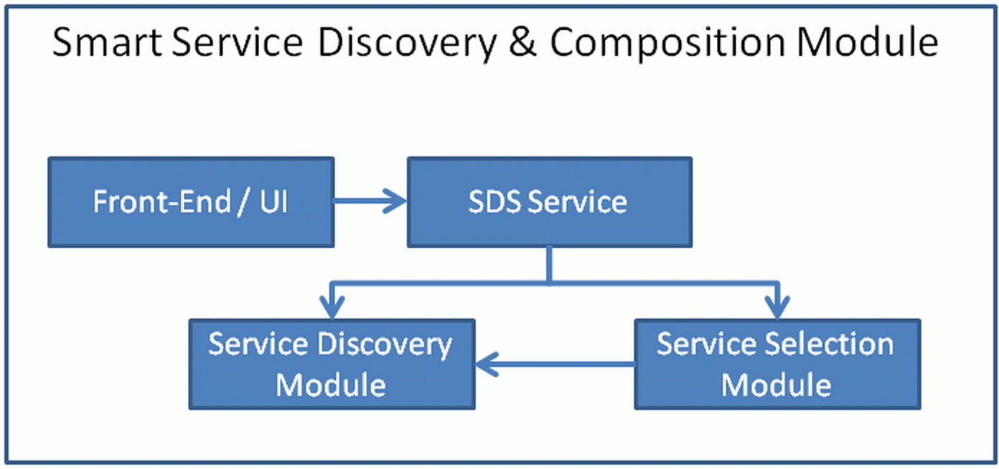 Smart Service Discovery & Composition Module
Front-End / UI
SDS Service
Service Discovery
Module
Service Selection
Module